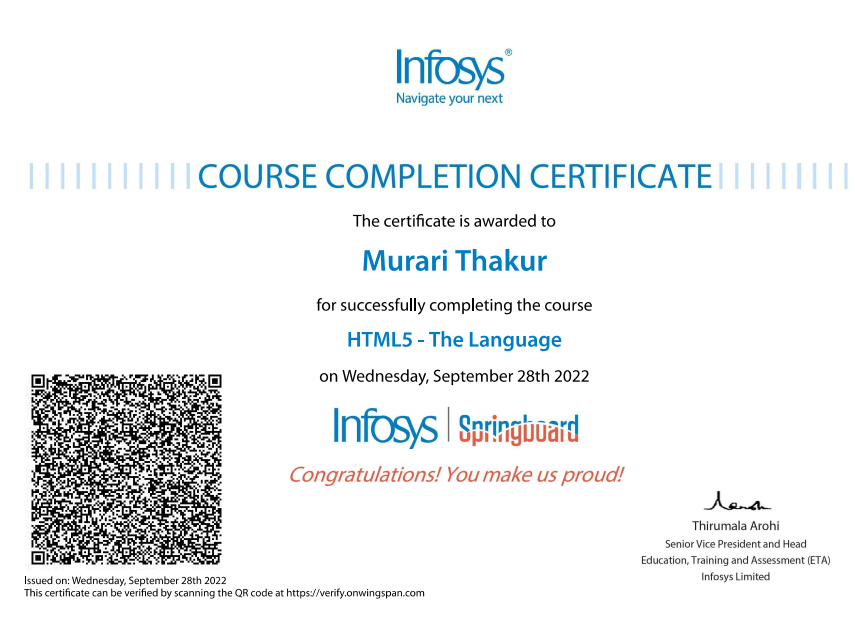 Infosys®
Navigate your next
COURSE COMPLETION CERTIFICATE
The certificate is awarded to
Murari Thakur
for successfully completing the course
HTML5 - The Language
on Wednesday, September 28th 2022
Infosys | Springboard
Congratulations! You make us proud!
Thirumala Arohi
Senior Vice President and Head
Education, Training and Assessment (ETA)
Infosys Limited
Issued on: Wednesday, September 28th 2022
This certificate can be verified by scanning the QR code at https://verify.onwingspan.com